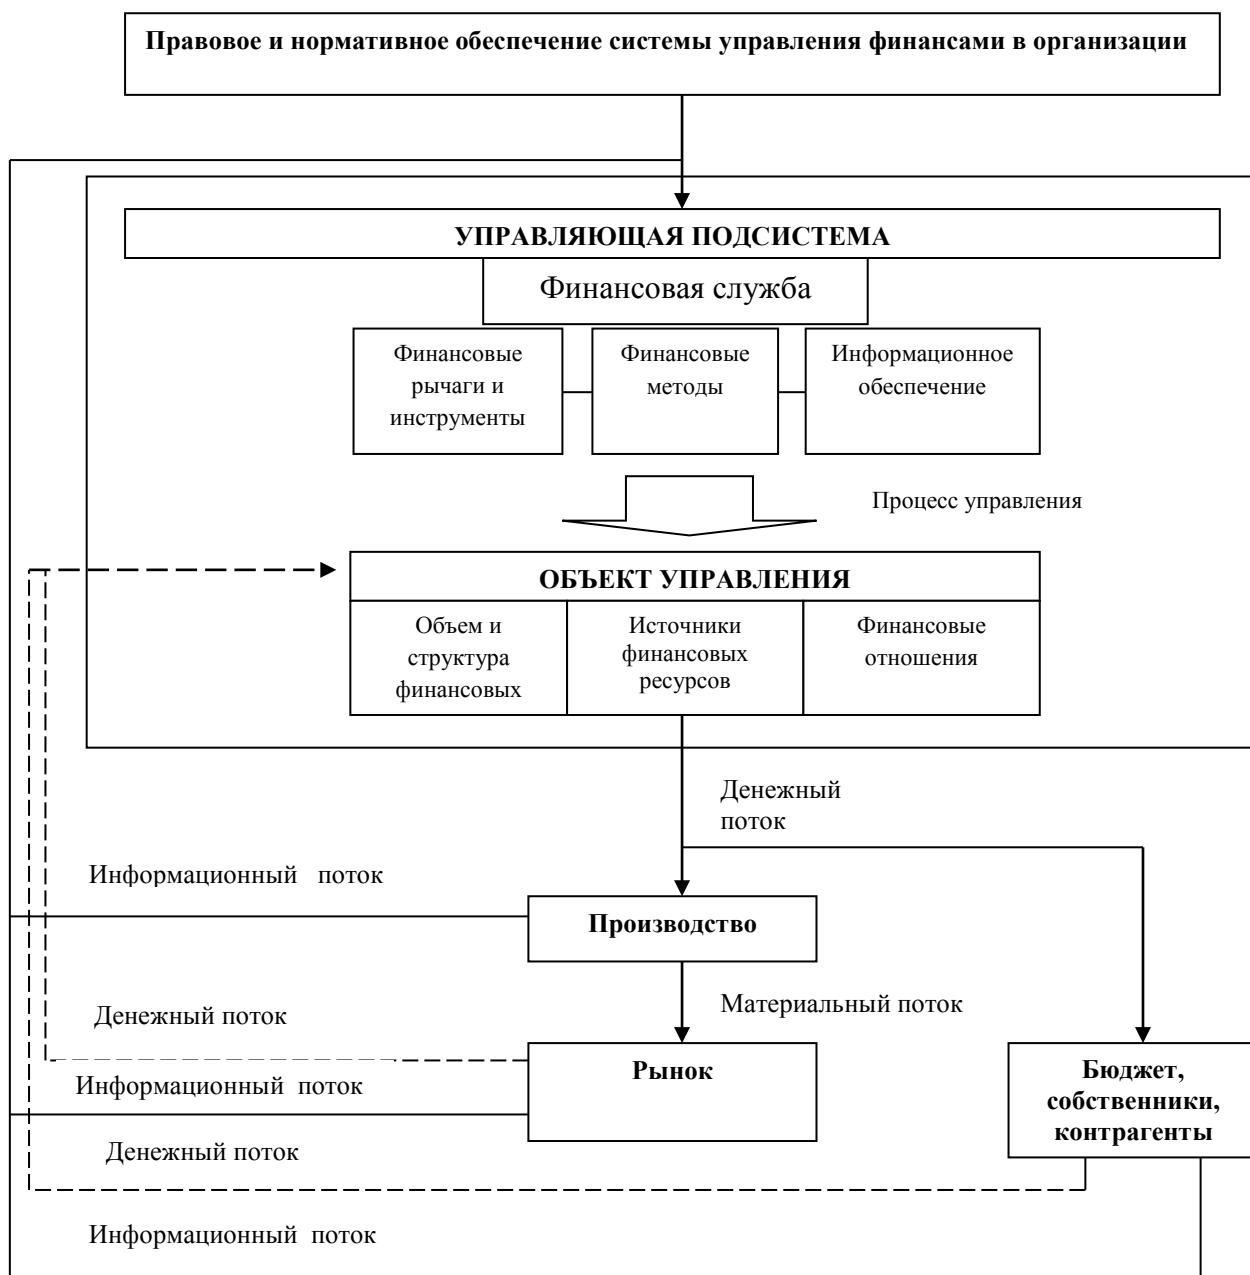 Правовое и нормативное обеспечение системы управления финансами в организации
УПРАВЛЯЮЩАЯ ПОДСИСТЕМА
Финансовая служба
Финансовые
рычаги и
инструменты
Финансовые
методы
Информационное
обеспечение
Процесс управления
ОБЪЕКТ УПРАВЛЕНИЯ
Объем и
структура
финансовых
Источники
финансовых
ресурсов
Финансовые
отношения
Денежный
поток
Информационный поток
Производство
Денежный поток
Материальный поток
Информационный поток
Рынок
Бюджет,
собственники,
контрагенты
Денежный поток
Информационный поток